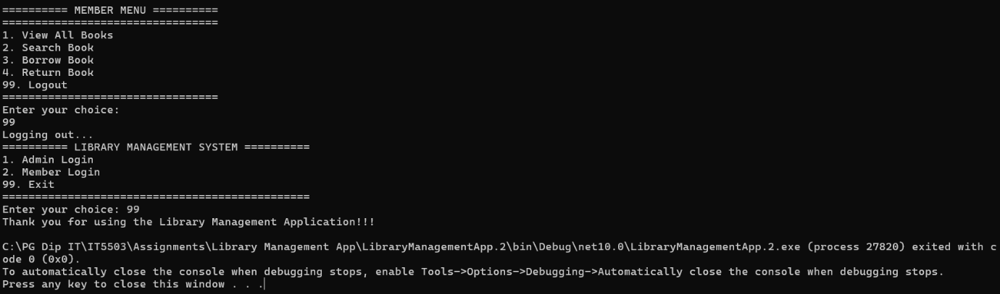 ========== MEMBER MENU ==========
=================================
1. View All Books
2. Search Book
3. Borrow Book
4. Return Book
99. Logout
=================================
Enter your choice:
99
Logging out...
========== LIBRARY MANAGEMENT SYSTEM ==========
1. Admin Login
2. Member Login
99. Exit
===============================================
Enter your choice: 99
Thank you for using the Library Management Application!!!

C:\PG Dip IT\IT5503\Assignments\Library Management App\LibraryManagementApp.2\bin\Debug\net10.0\LibraryManagementApp.2.exe (process 27820) exited with c
ode 0 (0x0).
To automatically close the console when debugging stops, enable Tools->Options->Debugging->Automatically close the console when debugging stops.
Press any key to close this window . . .